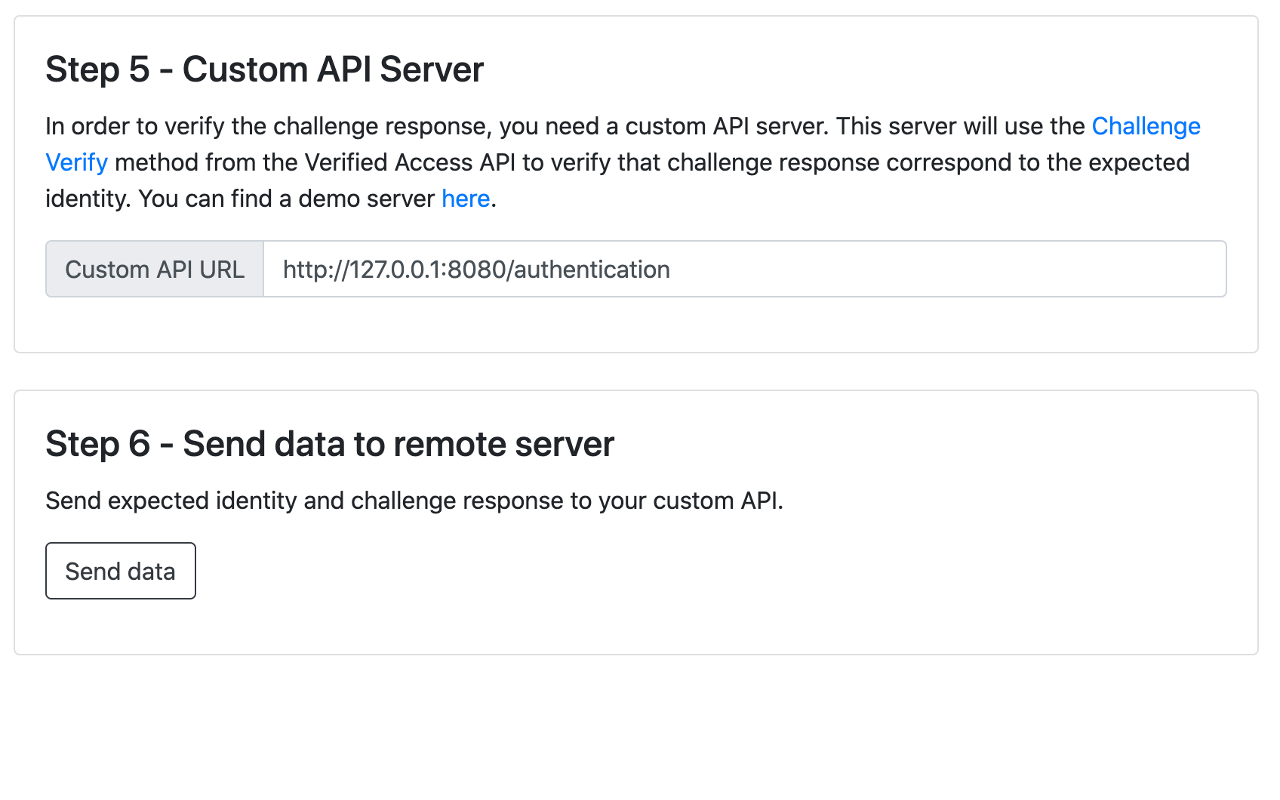 Step 5 - Custom API Server
In order to verify the challenge response, you need a custom API server. This server will use the Challenge
Verify method from the Verified Access API to verify that challenge response correspond to the expected
identity. You can find a demo server here.
Custom API URL http://127.0.0.1:8080/authentication
Step 6 - Send data to remote server
Send expected identity and challenge response to your custom API.
Send data